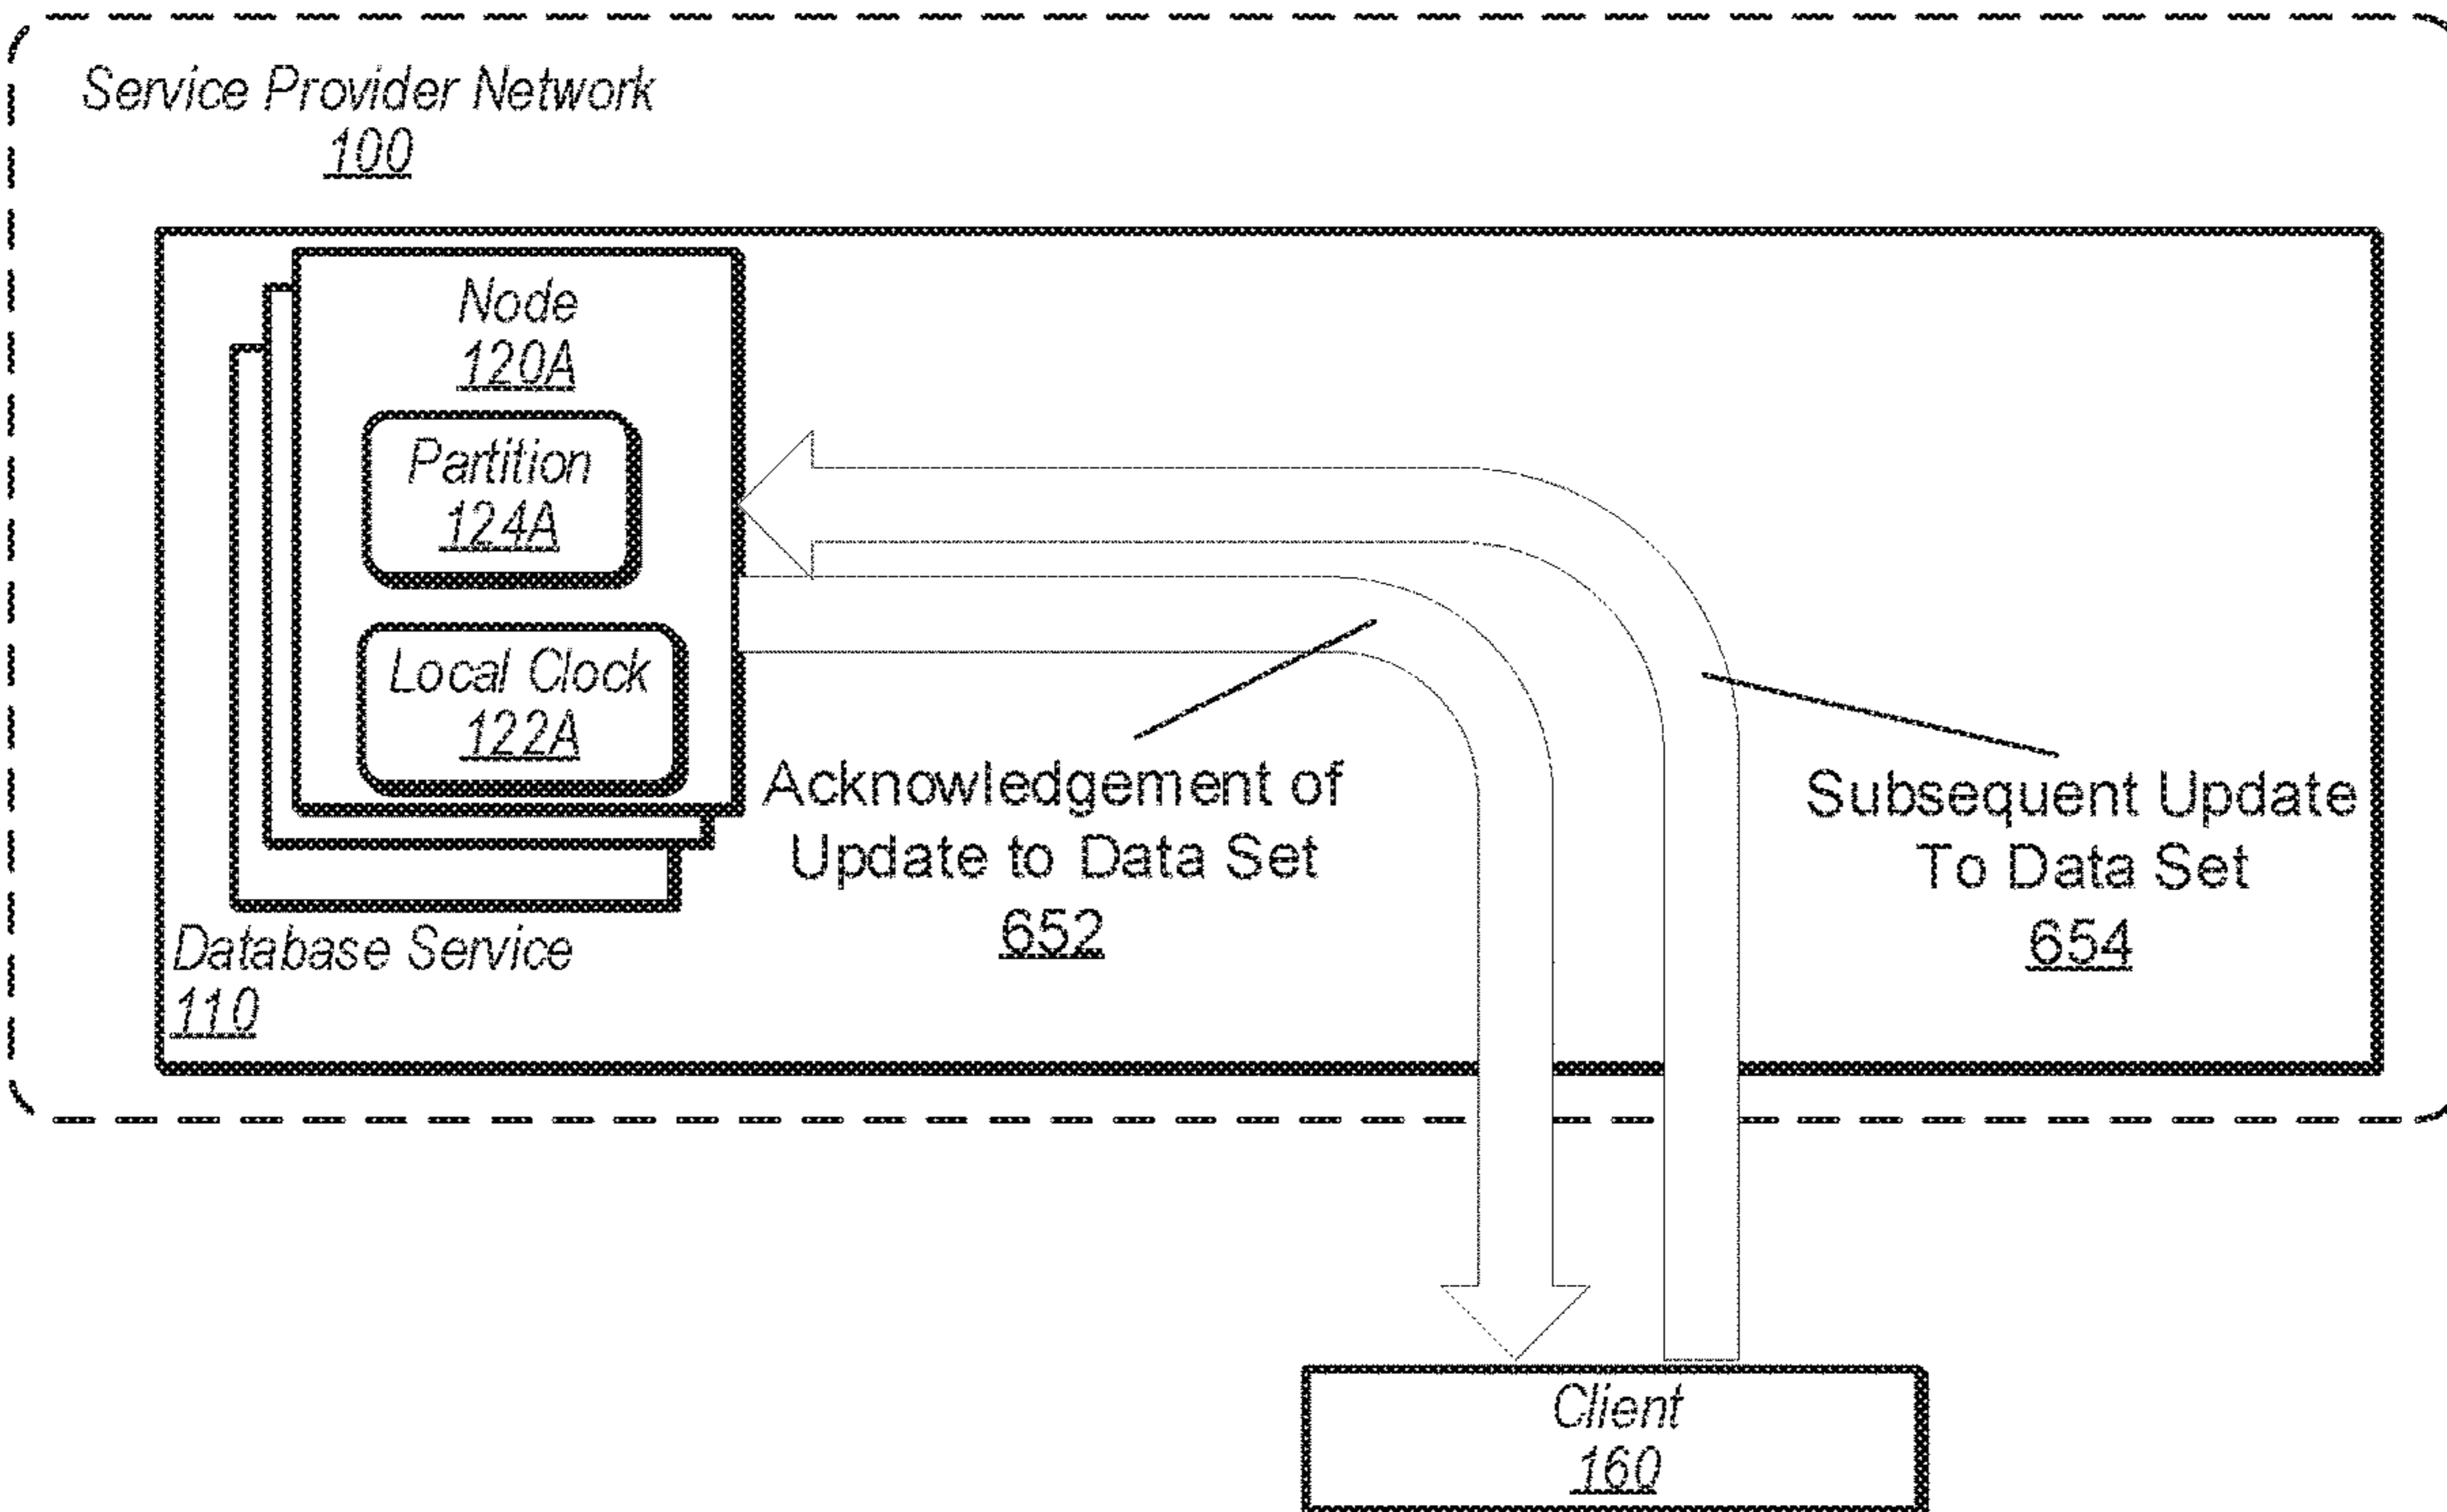 Service Provider Network
100
Node
120A
Partition
124A
Local Clock
122A
Acknowledgement of
Update to Data Set
652
Subsequent Update
To Data Set
654
Database Service
110
Client
160